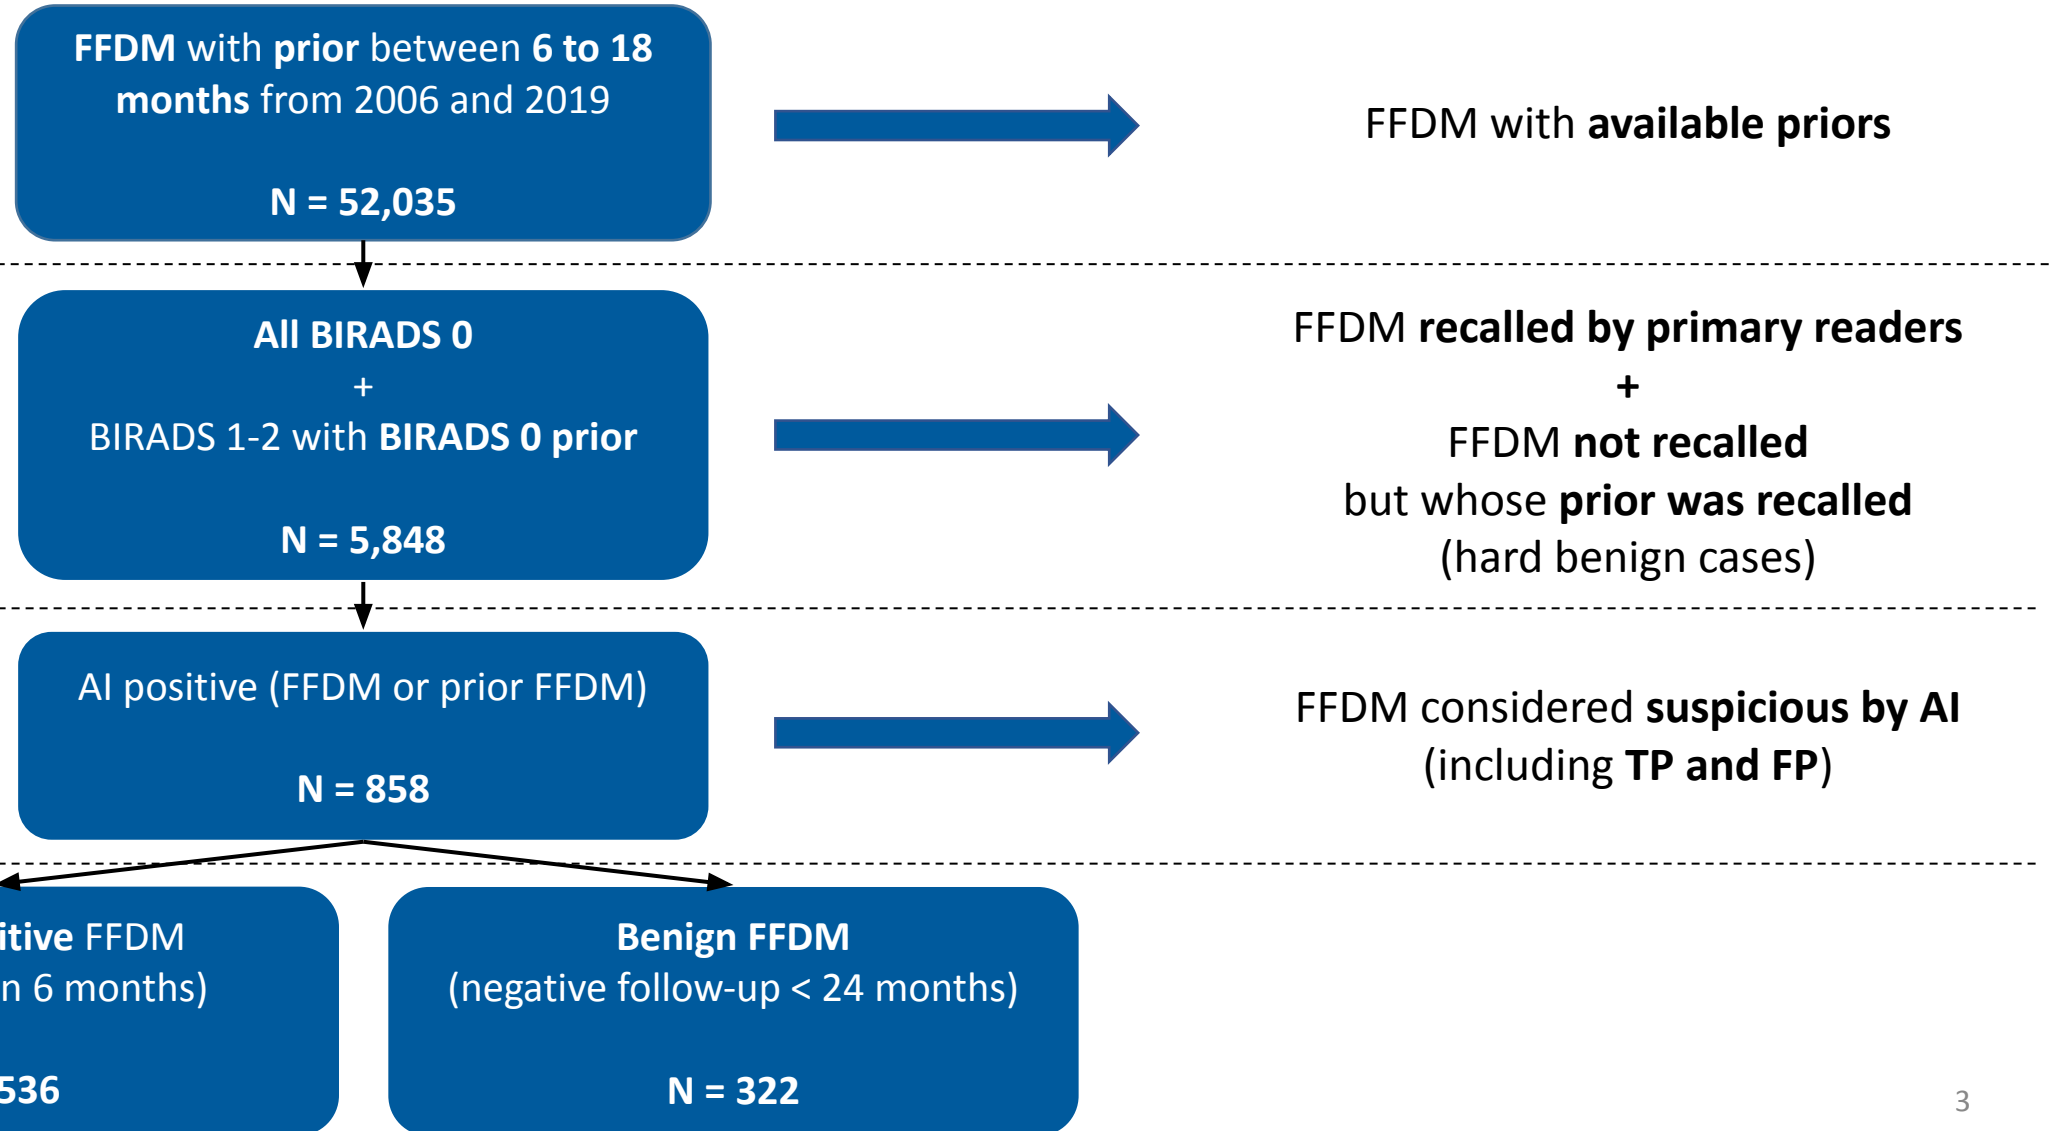 FFDM with prior between 6 to 18
months from 2006 and 2019
N = 52,035
FFDM with available priors
All BIRADS 0
+
BIRADS 1-2 with BIRADS 0 prior
N = 5,848
FFDM recalled by primary readers
+
FFDM not recalled
but whose prior was recalled
(hard benign cases)
AI positive (FFDM or prior FFDM)
N = 858
FFDM considered suspicious by AI
(including TP and FP)
itive FFDM
n 6 months)
536
Benign FFDM
(negative follow-up < 24 months)
N = 322
3